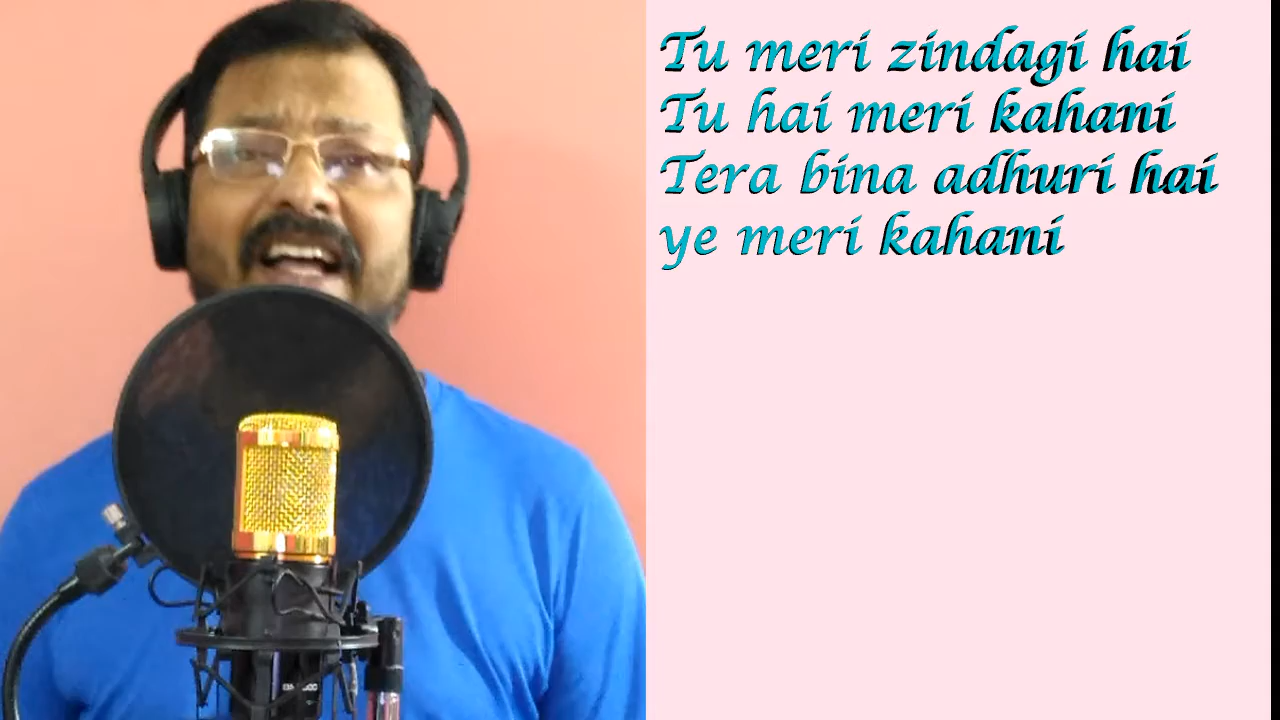 Tu meri zindagi hai
Tu hai meri kahani
Tera bina adhuri hai
ye meri kahani